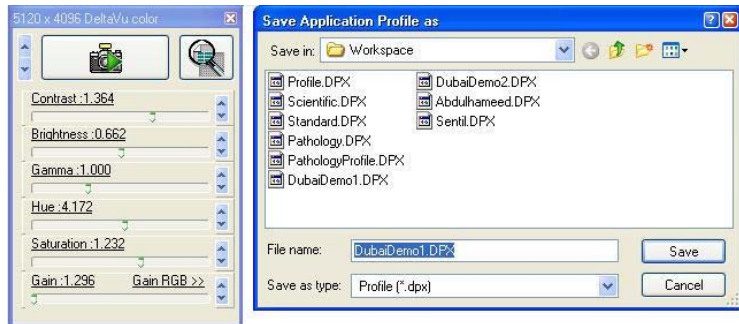 5120 x 4096 DeltaVu color
Contrast :1.364
Brightness :0.662
Gamma :1.000
Hue :4.172
Saturation :1.232
Gain :1.296 Gain RGB >>
Save Application Profile as
Save in: Workspace
Profile.DPX DubaiDemo2.DPX
Scientific.DPX Abdulhameed.DPX
Standard.DPX Sentil.DPX
Pathology.DPX
PathologyProfile.DPX
DubaiDemo1.DPX
File name: DubaiDemo1.DPX Save
Save as type: Profile (*.dpx) Cancel